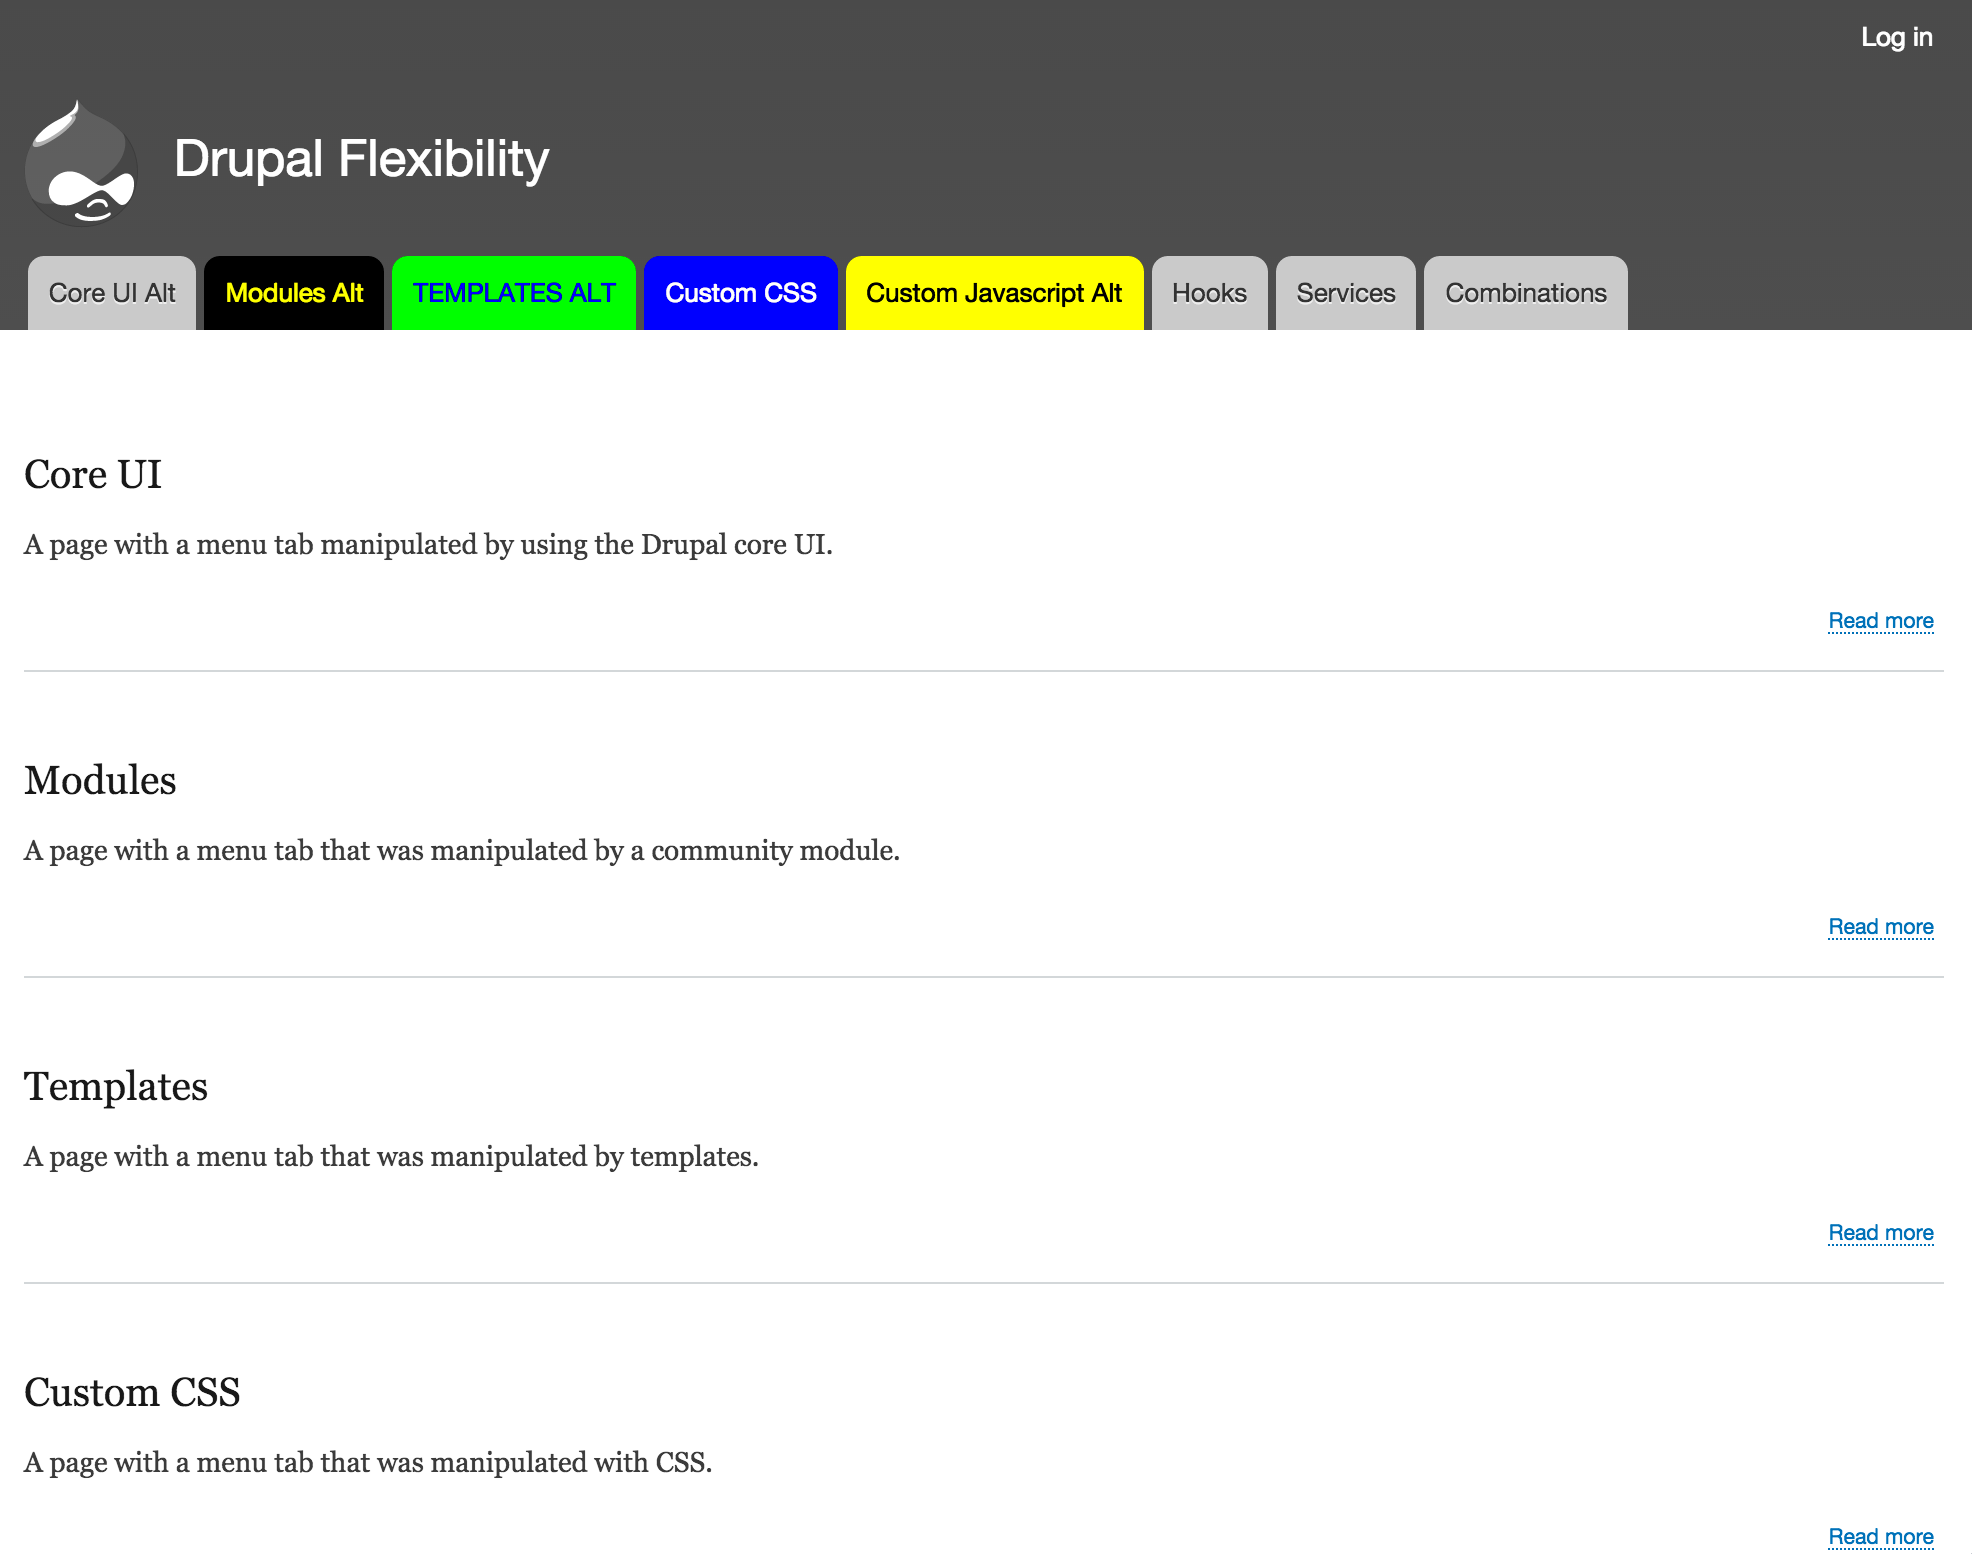 Log in
Drupal Flexibility
Core UI Alt Modules Alt TEMPLATES ALT Custom CSS Custom Javascript Alt Hooks Services Combinations
Core UI
A page with a menu tab manipulated by using the Drupal core UI.
Read more
Modules
A page with a menu tab that was manipulated by a community module.
Read more
Templates
A page with a menu tab that was manipulated by templates.
Read more
Custom CSS
A page with a menu tab that was manipulated with CSS.
Read more